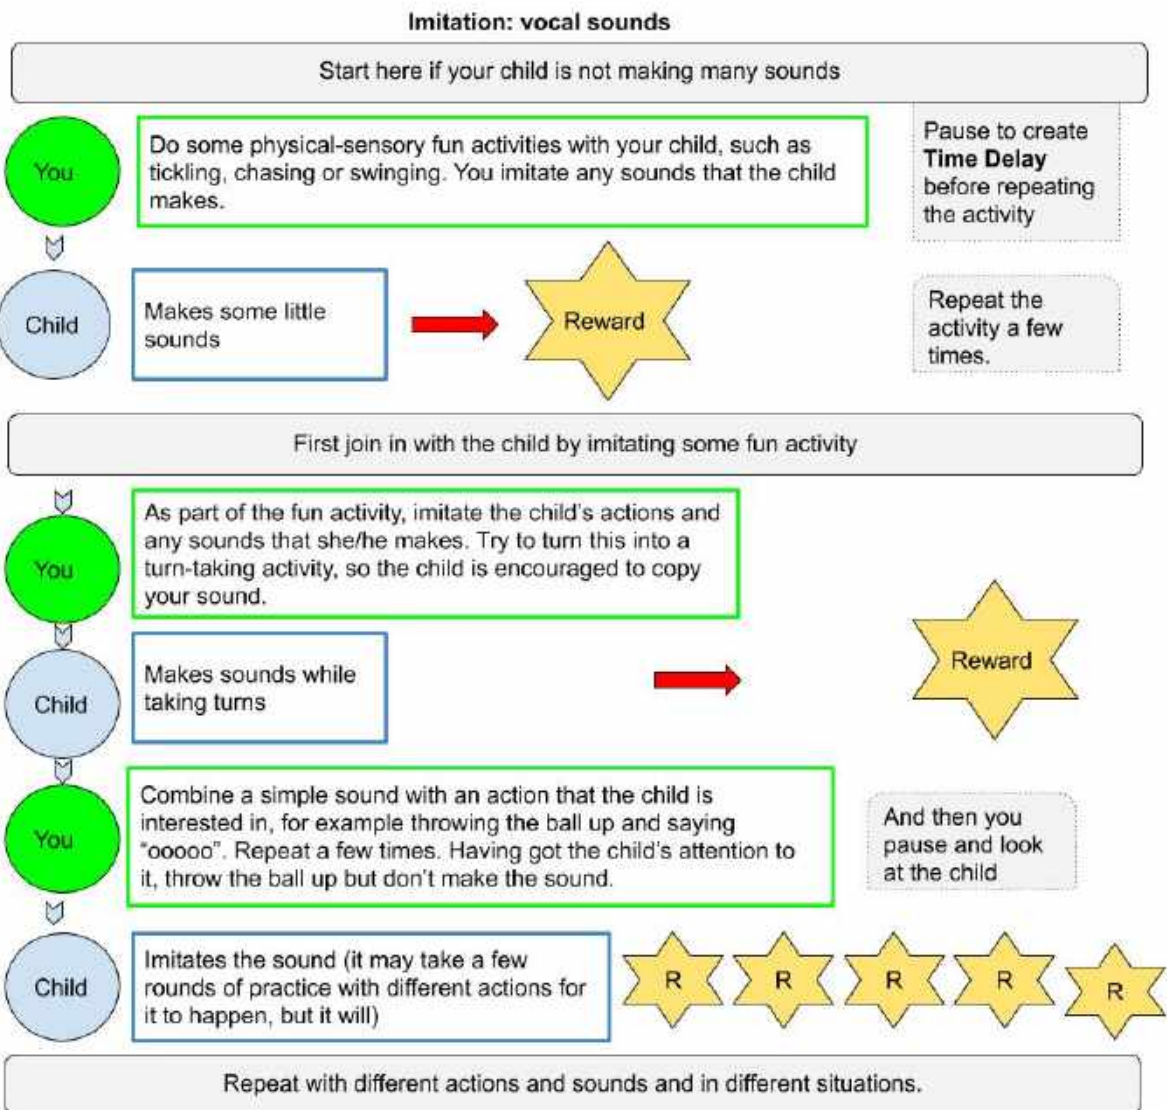 Imitation: vocal sounds
Start here if your child is not making many sounds
You
Do some physical-sensory fun activities with your child, such as
tickling, chasing or swinging. You imitate any sounds that the child
makes.
Pause to create
Time Delay
before repeating
the activity
Child
Makes some little
sounds
Reward
Repeat the
activity a few
times.
First join in with the child by imitating some fun activity
You
As part of the fun activity, imitate the child's actions and
any sounds that she/he makes. Try to turn this into a
turn-taking activity, so the child is encouraged to copy
your sound.
Child
Makes sounds while
taking turns
Reward
You
Combine a simple sound with an action that the child is
interested in, for example throwing the ball up and saying
“ooooo”. Repeat a few times. Having got the child's attention to
it, throw the ball up but don't make the sound.
And then you
pause and look
at the child
Child
Imitates the sound (it may take a few
rounds of practice with different actions for
it to happen, but it will)
R
R
R
R
R
Repeat with different actions and sounds and in different situations.